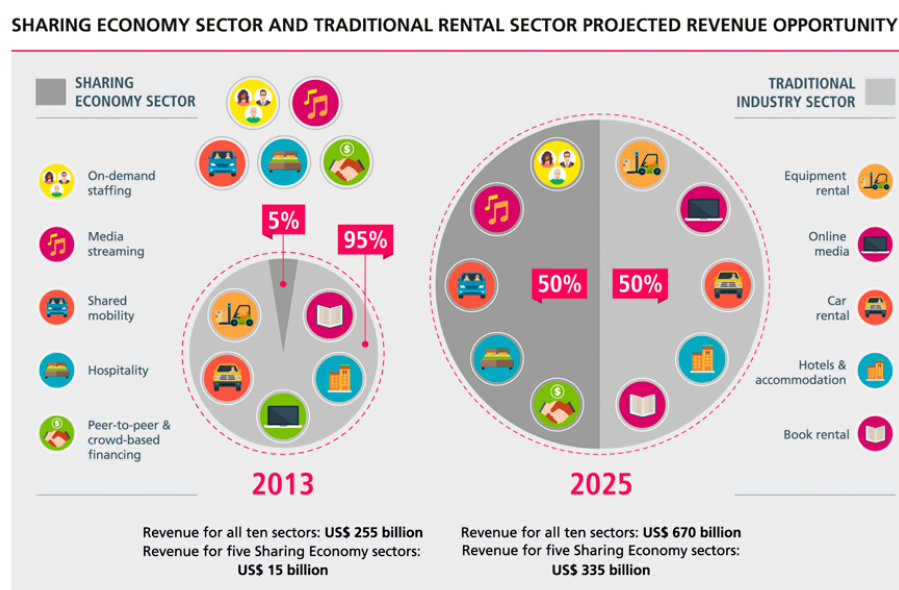 SHARING ECONOMY SECTOR AND TRADITIONAL RENTAL SECTOR PROJECTED REVENUE OPPORTUNITY
SHARING
ECONOMY SECTOR
TRADITIONAL
INDUSTRY SECTOR
On-demand
staffing
Media
streaming
Shared
mobility
Hospitality
Peer-to-peer &
crowd-based
financing
$
5%
95%
2013
$
50%
50%
$
2025
Equipment
rental
Online
media
Car
rental
Hotels &
accommodation
Book rental
Revenue for all ten sectors: US$ 255 billion
Revenue for five Sharing Economy sectors:
US$ 15 billion
Revenue for all ten sectors: US$ 670 billion
Revenue for five Sharing Economy sectors:
US$ 335 billion